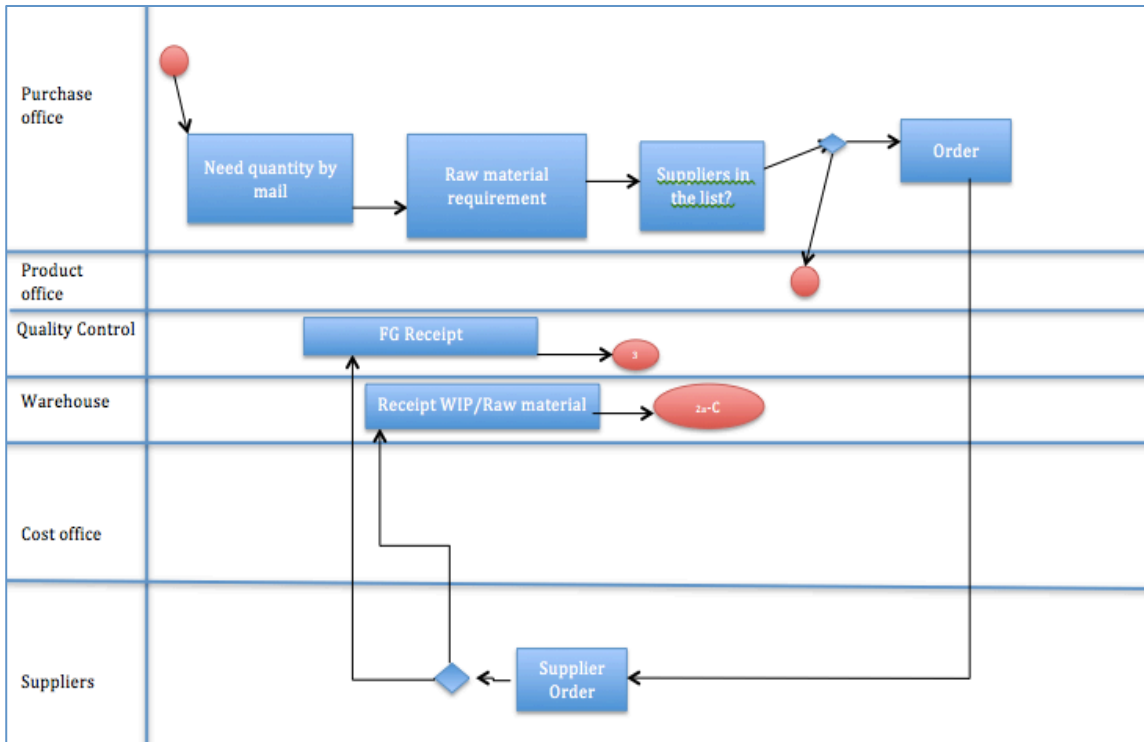 Purchase
office
Need quantity by
mail
Raw material
requirement
Suppliers in
the list?
Order
Product
office
Quality Control
FG Receipt
3
Warehouse
Receipt WIP/Raw material
2a-C
Cost office
Suppliers
Supplier
Order